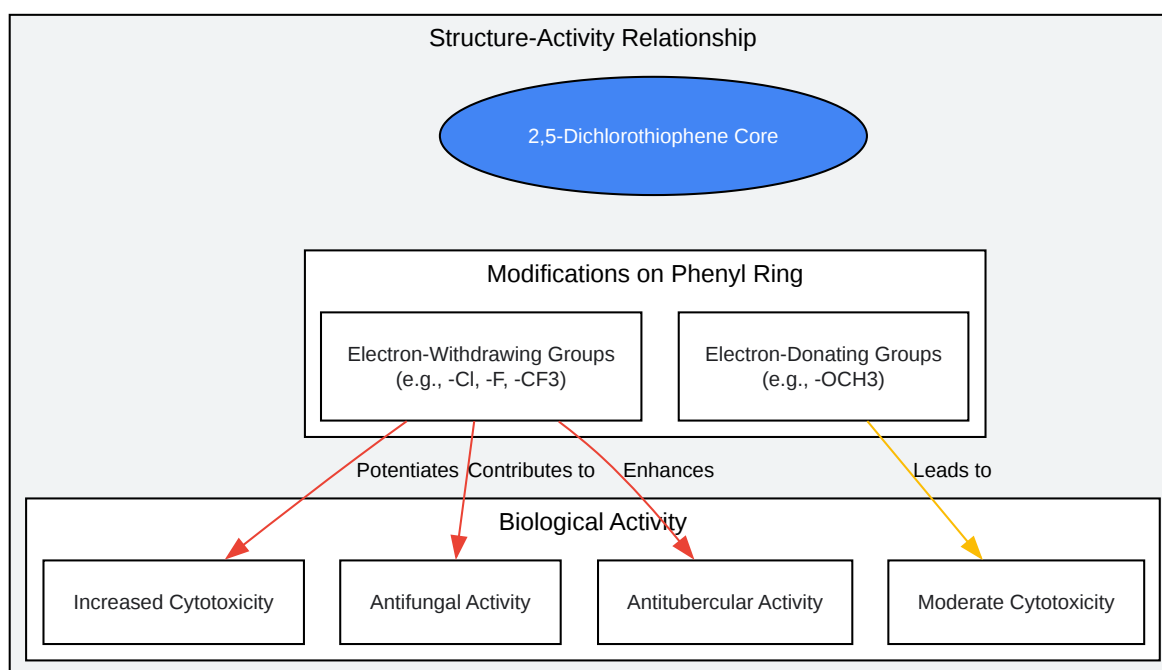 Structure-Activity Relationship
2,5-Dichlorothiophene Core
Modifications on Phenyl Ring
Electron-Withdrawing Groups
(e.g., -Cl, -F, -CF3)
Electron-Donating Groups
(e.g., -OCH3)
Potentiates
Contributes to
Enhances
Leads to
Biological Activity
Increased Cytotoxicity
Antifungal Activity
Antitubercular Activity
Moderate Cytotoxicity